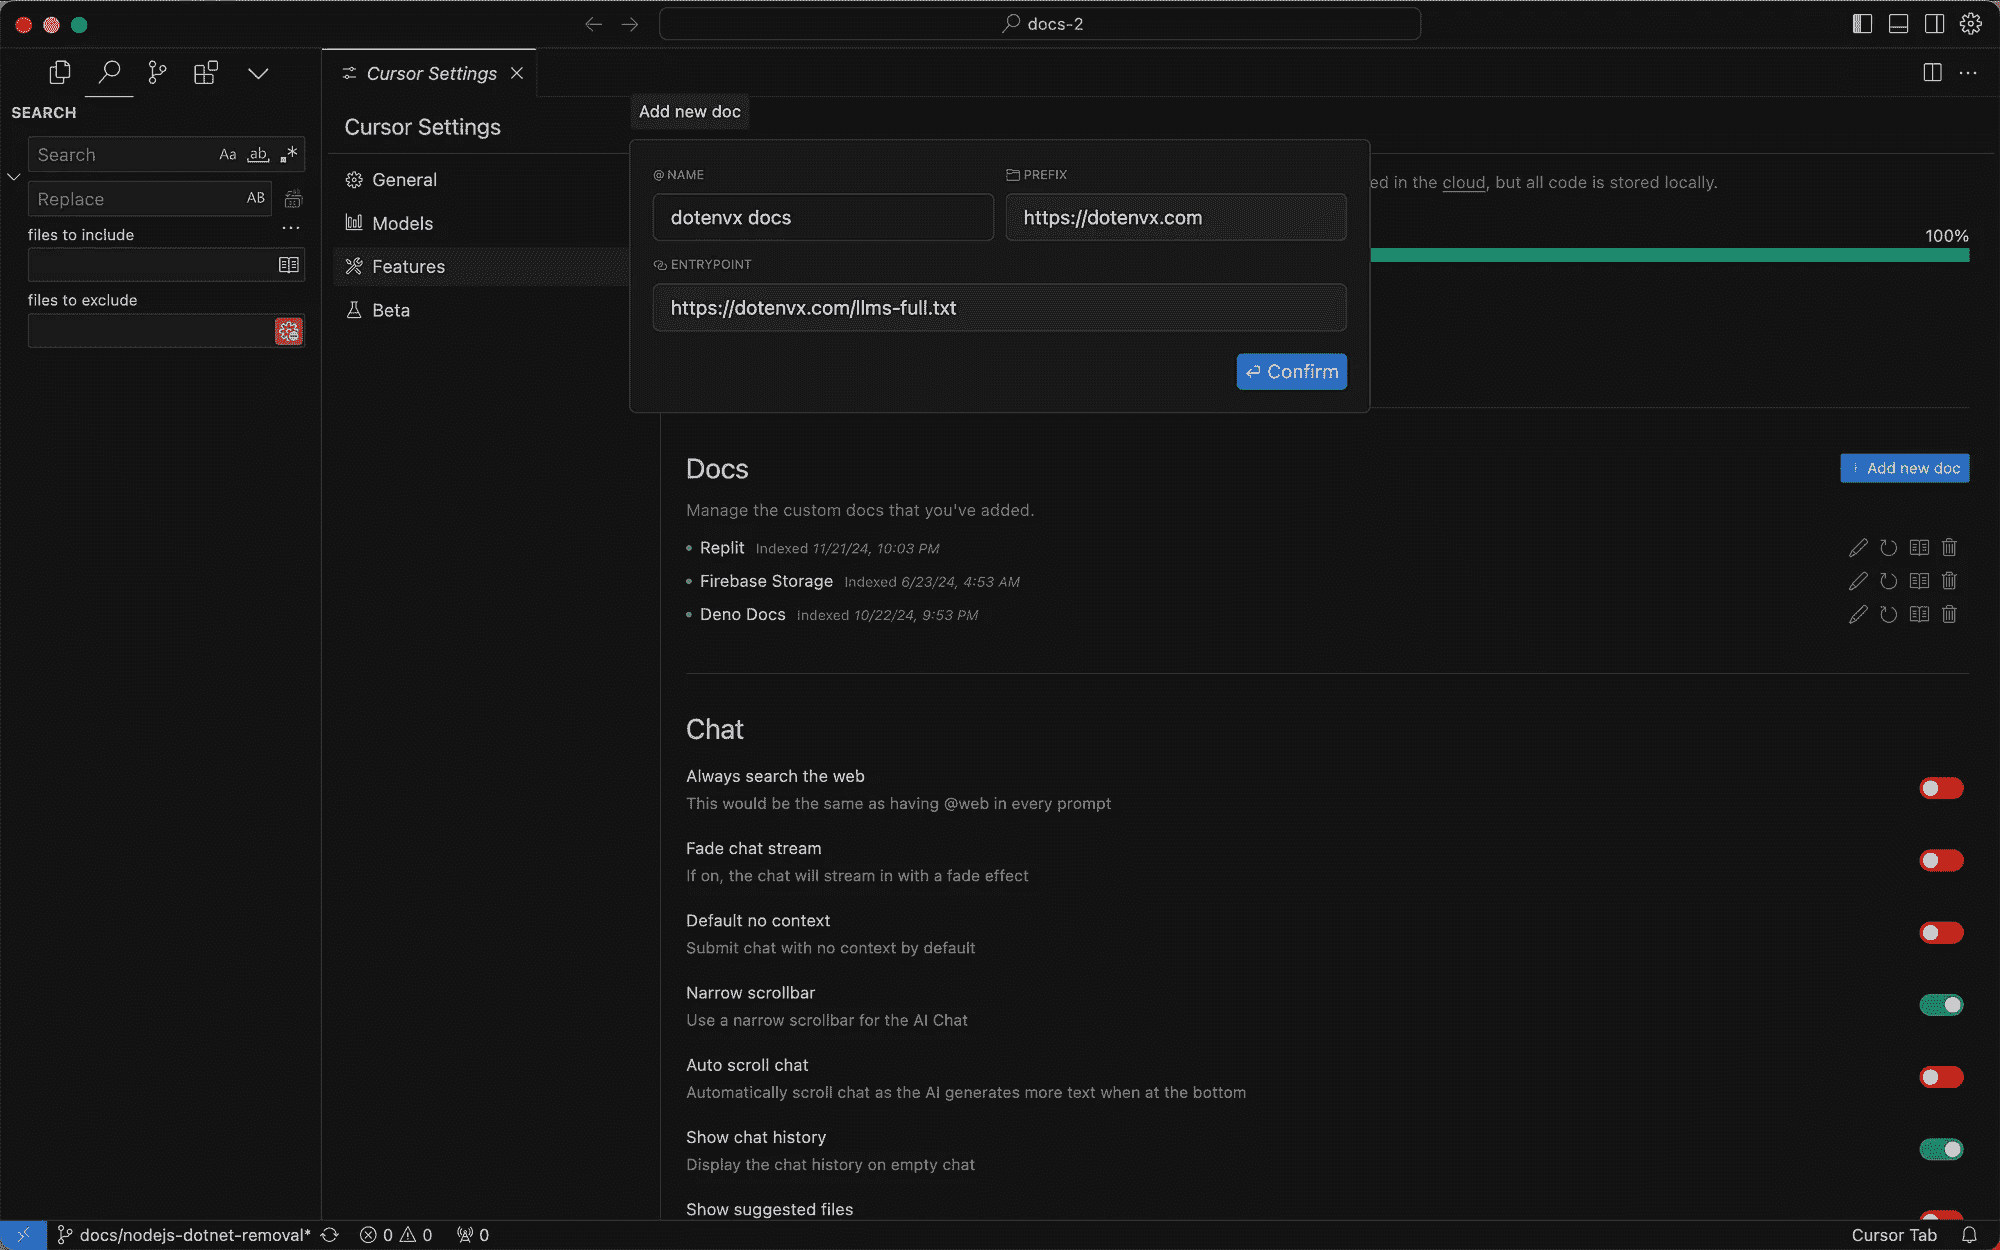 docs-2
Cursor Settings
SEARCH
Search
Aa
ab
.*
Replace
AB
files to include
files to exclude
Cursor Settings
General
Models
Features
Beta
Add new doc
@ NAME
PREFIX
dotenvx docs
https://dotenvx.com
ENTRYPOINT
https://dotenvx.com/llms-full.txt
Confirm
ed in the cloud, but all code is stored locally.
100%
Docs
Add new doc
Manage the custom docs that you've added.
Replit Indexed 11/21/24, 10:03 PM
Firebase Storage Indexed 6/23/24, 4:53 AM
Deno Docs Indexed 10/22/24, 9:53 PM
Chat
Always search the web
This would be the same as having @web in every prompt
Fade chat stream
If on, the chat will stream in with a fade effect
Default no context
Submit chat with no context by default
Narrow scrollbar
Use a narrow scrollbar for the AI Chat
Auto scroll chat
Automatically scroll chat as the AI generates more text when at the bottom
Show chat history
Display the chat history on empty chat
Show suggested files
docs/nodejs-dotnet-removal* 0 0 0
Cursor Tab